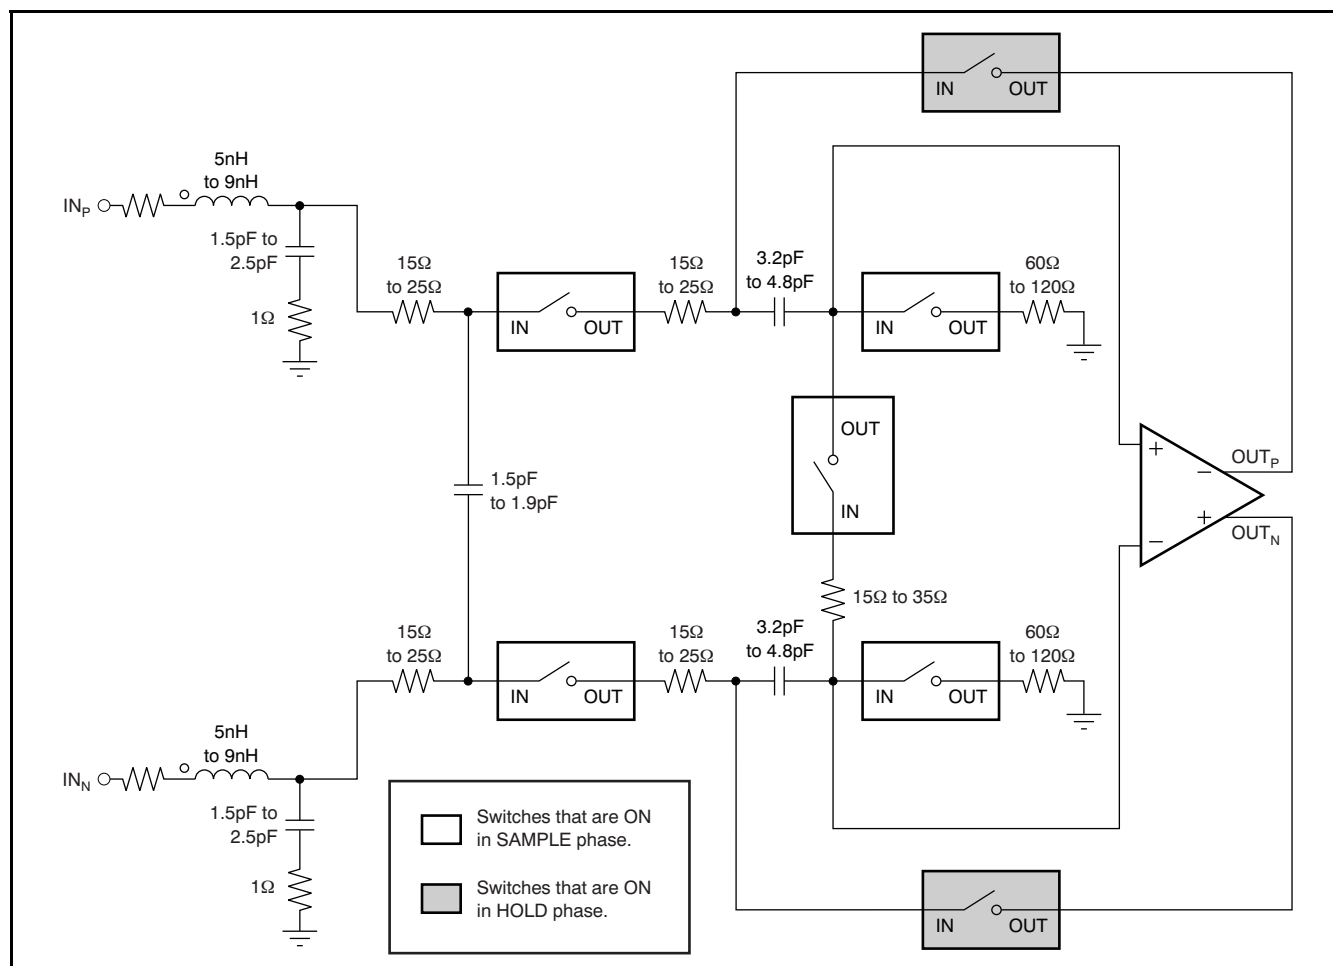 IN OUT
5nH
to 9nH
IN_P
1.5pF to
2.5pF
1Ω
15Ω
to 25Ω
IN OUT
15Ω
to 25Ω
3.2pF
to 4.8pF
IN OUT
60Ω
to 120Ω
OUT
IN
1.5pF
to 1.9pF
+
−
−
+
OUT_P
OUT_N
15Ω to 35Ω
15Ω
to 25Ω
IN OUT
15Ω
to 25Ω
3.2pF
to 4.8pF
IN OUT
60Ω
to 120Ω
5nH
to 9nH
IN_N
1.5pF to
2.5pF
1Ω
Switches that are ON
in SAMPLE phase.
Switches that are ON
in HOLD phase.
IN OUT